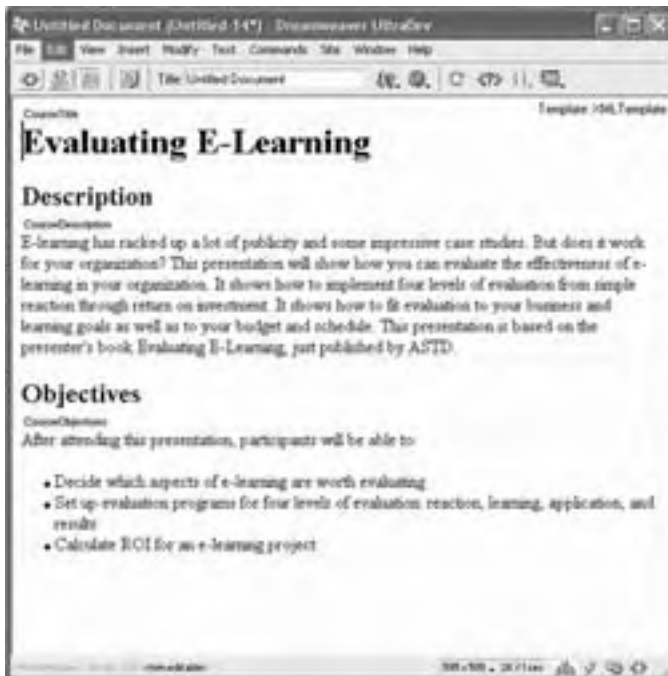 Untitled Document (Untitled-14*) - Dreamweaver UltraDev
File Edit View Insert Modify Text Commands Site Window Help
Title: Untitled Document
CourseTitle
Template: XMLTemplate
Evaluating E-Learning
Description
CourseDescription
E-learning has racked up a lot of publicity and some impressive case studies. But does it work
for your organization? This presentation will show how you can evaluate the effectiveness of e-
learning in your organization. It shows how to implement four levels of evaluation from simple
reaction through return on investment. It shows how to fit evaluation to your business and
learning goals as well as to your budget and schedule. This presentation is based on the
presenter's book Evaluating E-Learning, just published by ASTD.
Objectives
CourseObjectives
After attending this presentation, participants will be able to
Decide which aspects of e-learning are worth evaluating
Set up evaluation programs for four levels of evaluation: reaction, learning, application, and
results
Calculate ROI for an e-learning project